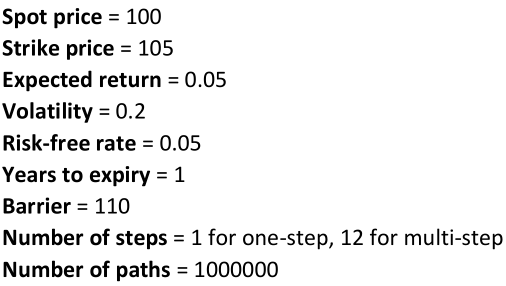 Spot price = 100
Strike price = 105
Expected return = 0.05
Volatility = 0.2
Risk-free rate = 0.05
Years to expiry = 1
Barrier = 110
Number of steps = 1 for one-step, 12 for multi-step
Number of paths = 1000000